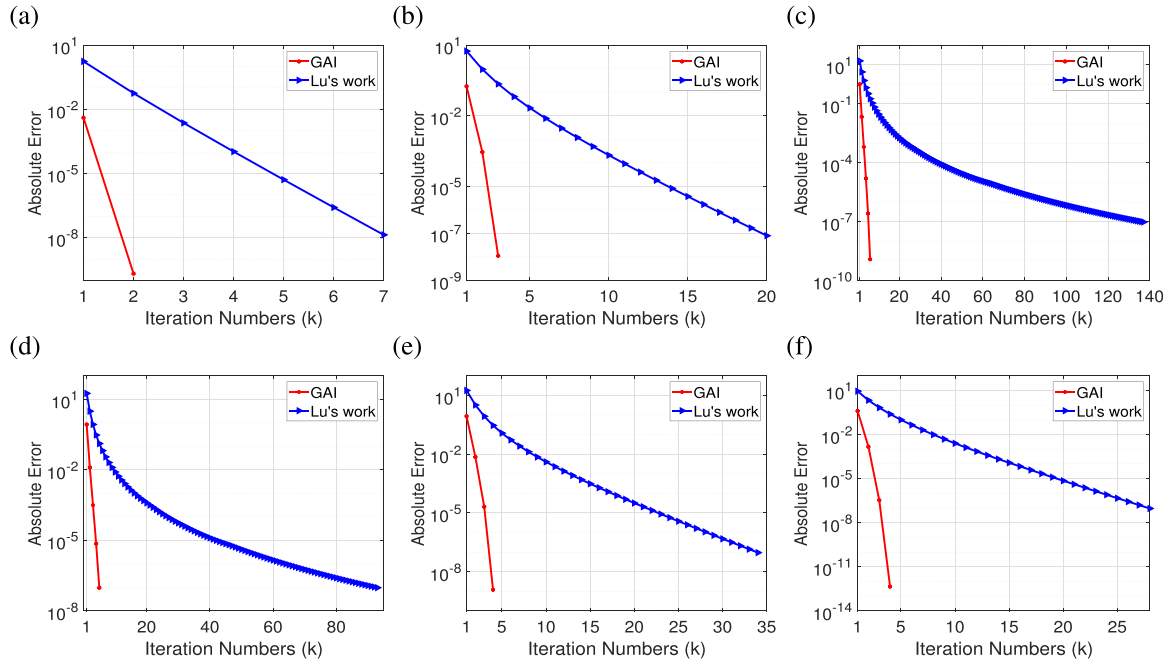 (a)
10^1
10^-2
10^-5
10^-8
Absolute Error
1 2 3 4 5 6 7
Iteration Numbers (k)
GAI
Lu's work
(b)
10^1
10^-2
10^-5
10^-7
10^-9
Absolute Error
1 5 10 15 20
Iteration Numbers (k)
GAI
Lu's work
(c)
10^1
10^-1
10^-4
10^-7
10^-10
Absolute Error
1 20 40 60 80 100 120 140
Iteration Numbers (k)
GAI
Lu's work
(d)
10^1
10^-2
10^-5
10^-8
Absolute Error
1 20 40 60 80
Iteration Numbers (k)
GAI
Lu's work
(e)
10^1
10^-2
10^-5
10^-8
Absolute Error
1 5 10 15 20 25 30 35
Iteration Numbers (k)
GAI
Lu's work
(f)
10^1
10^-2
10^-5
10^-8
10^-11
10^-14
Absolute Error
1 5 10 15 20 25
Iteration Numbers (k)
GAI
Lu's work